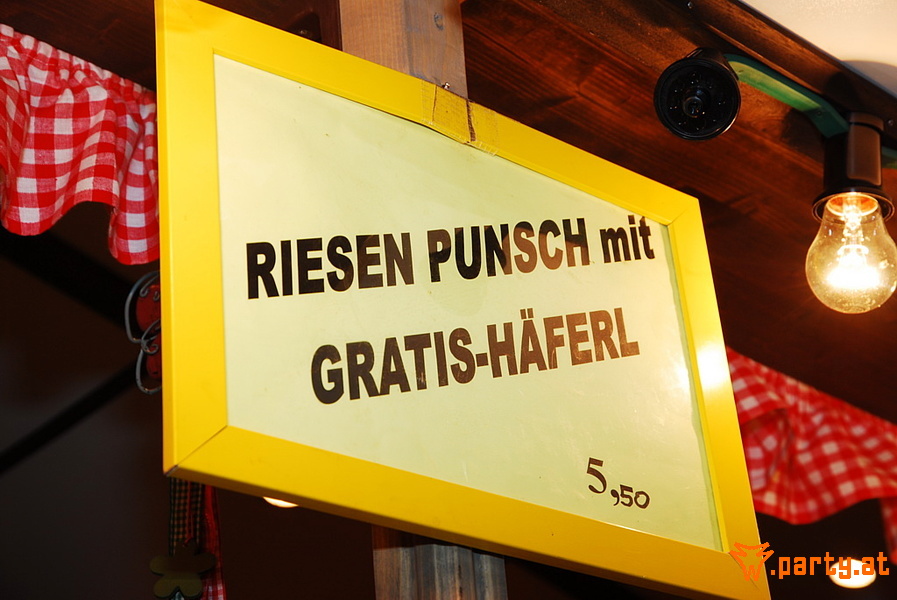 RIESEN PUNSCH mit
GRATIS-HÄFERL
5,50
.party.at